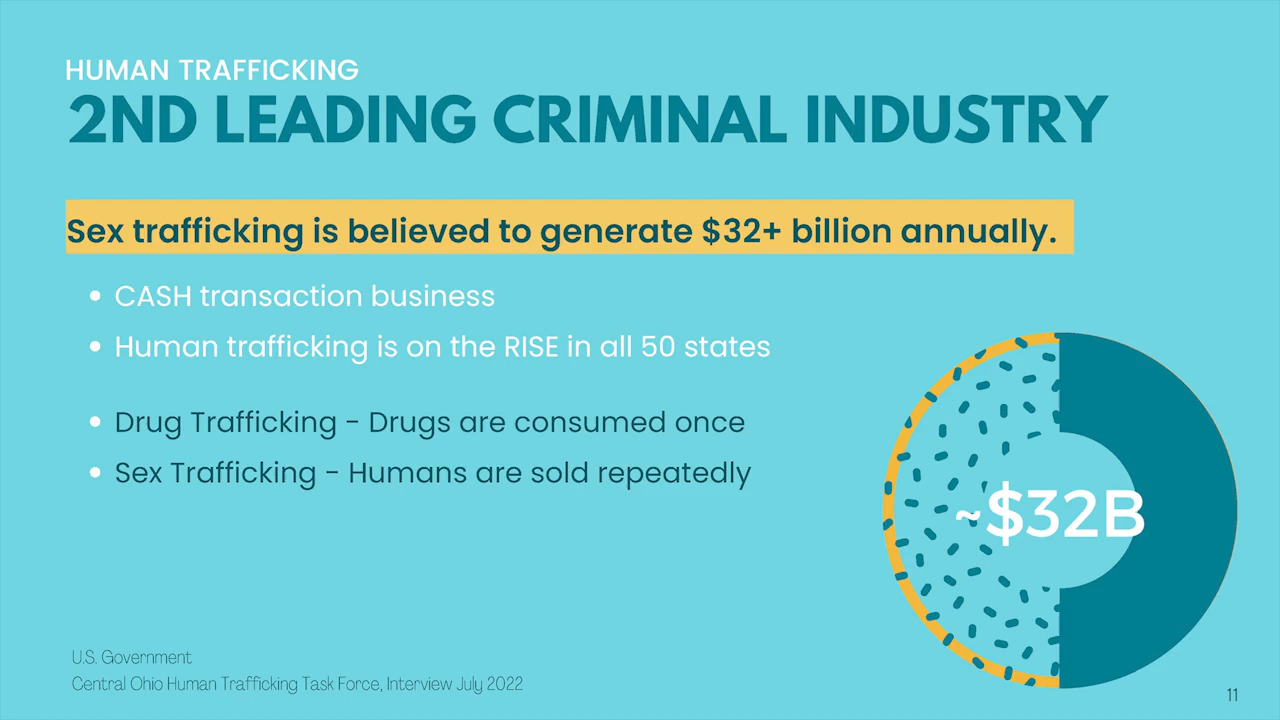 HUMAN TRAFFICKING
2ND LEADING CRIMINAL INDUSTRY
Sex trafficking is believed to generate $32+ billion annually.
• CASH transaction business
• Human trafficking is on the RISE in all 50 states
• Drug Trafficking - Drugs are consumed once
• Sex Trafficking - Humans are sold repeatedly
~$32B
U.S. Government
Central Ohio Human Trafficking Task Force, Interview July 2022
11